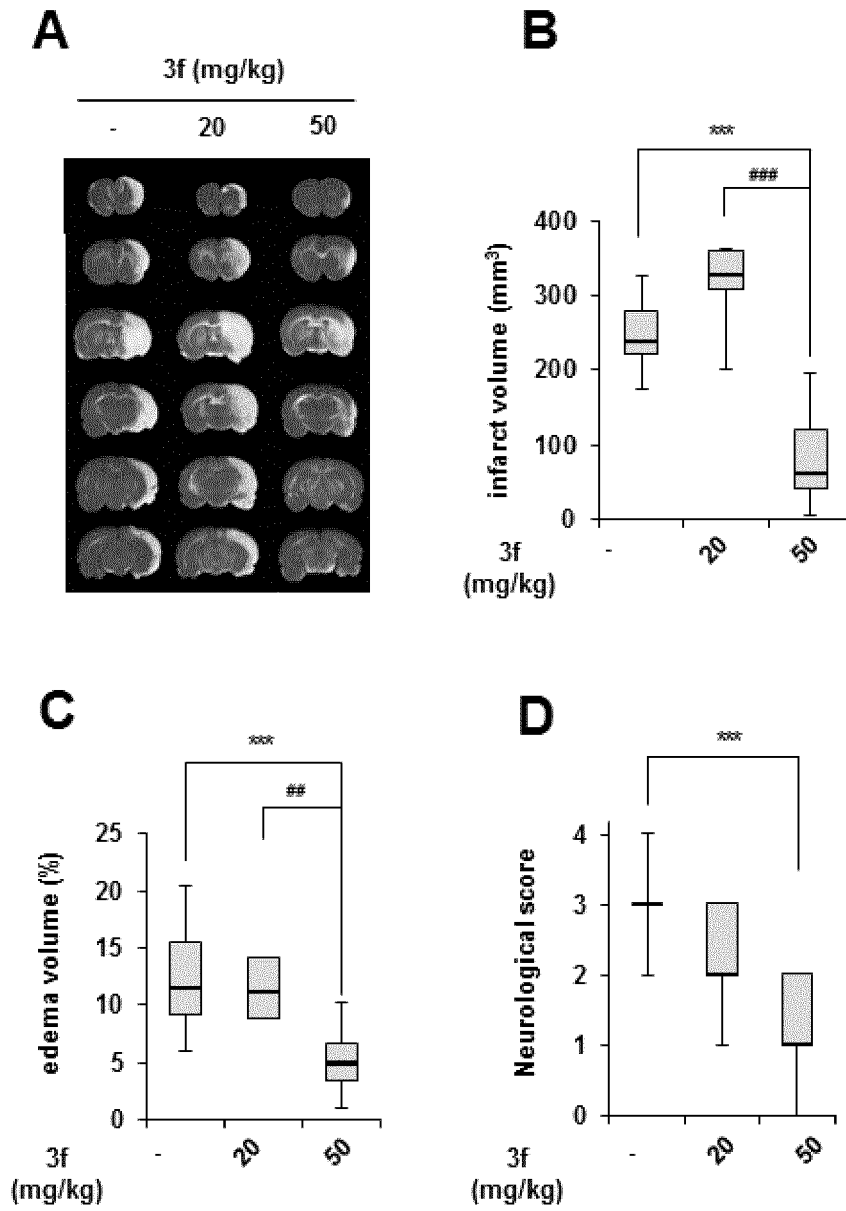 A
3f (mg/kg)
- 20 50
B
***
###
400
300
200
100
0
infarct volume (mm³)
3f
(mg/kg)
- 20 50
C
***
##
25
20
15
10
5
0
edema volume (%)
3f
(mg/kg)
- 20 50
D
***
4
3
2
1
0
Neurological score
3f
(mg/kg)
- 20 50